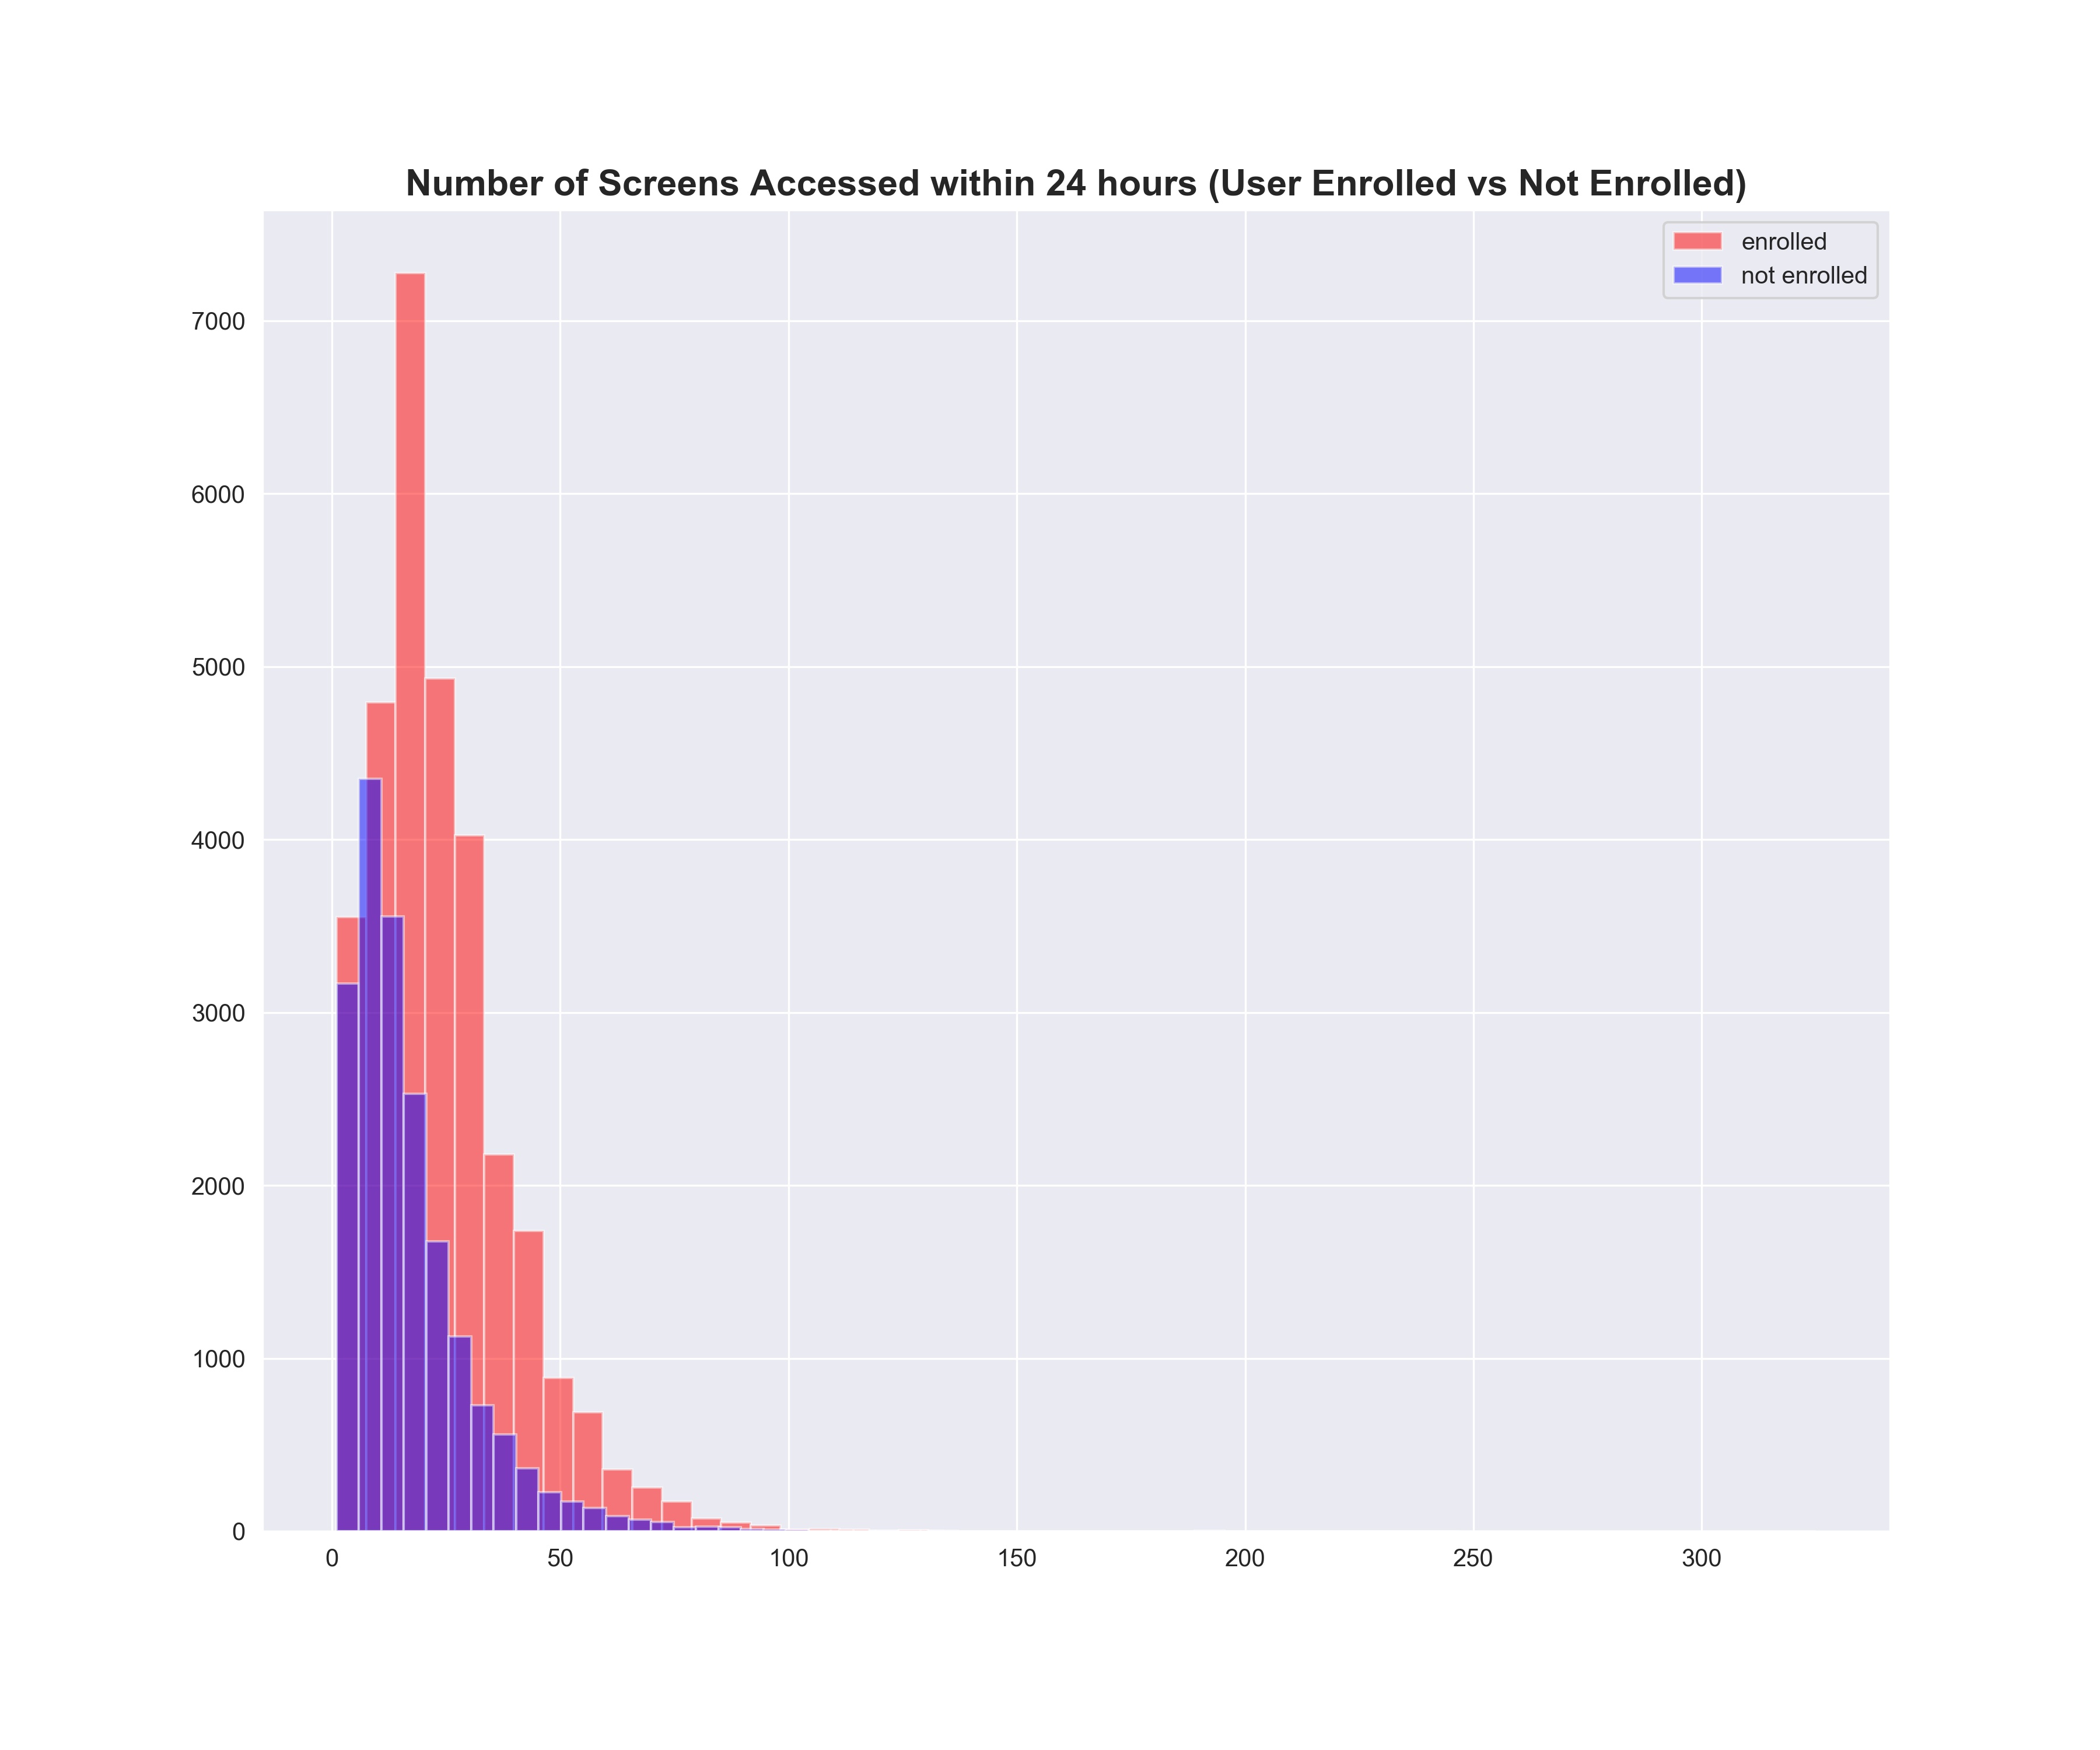 Number of Screens Accessed within 24 hours (User Enrolled vs Not Enrolled)
enrolled
not enrolled
7000
6000
5000
4000
3000
2000
1000
0
0 50 100 150 200 250 300